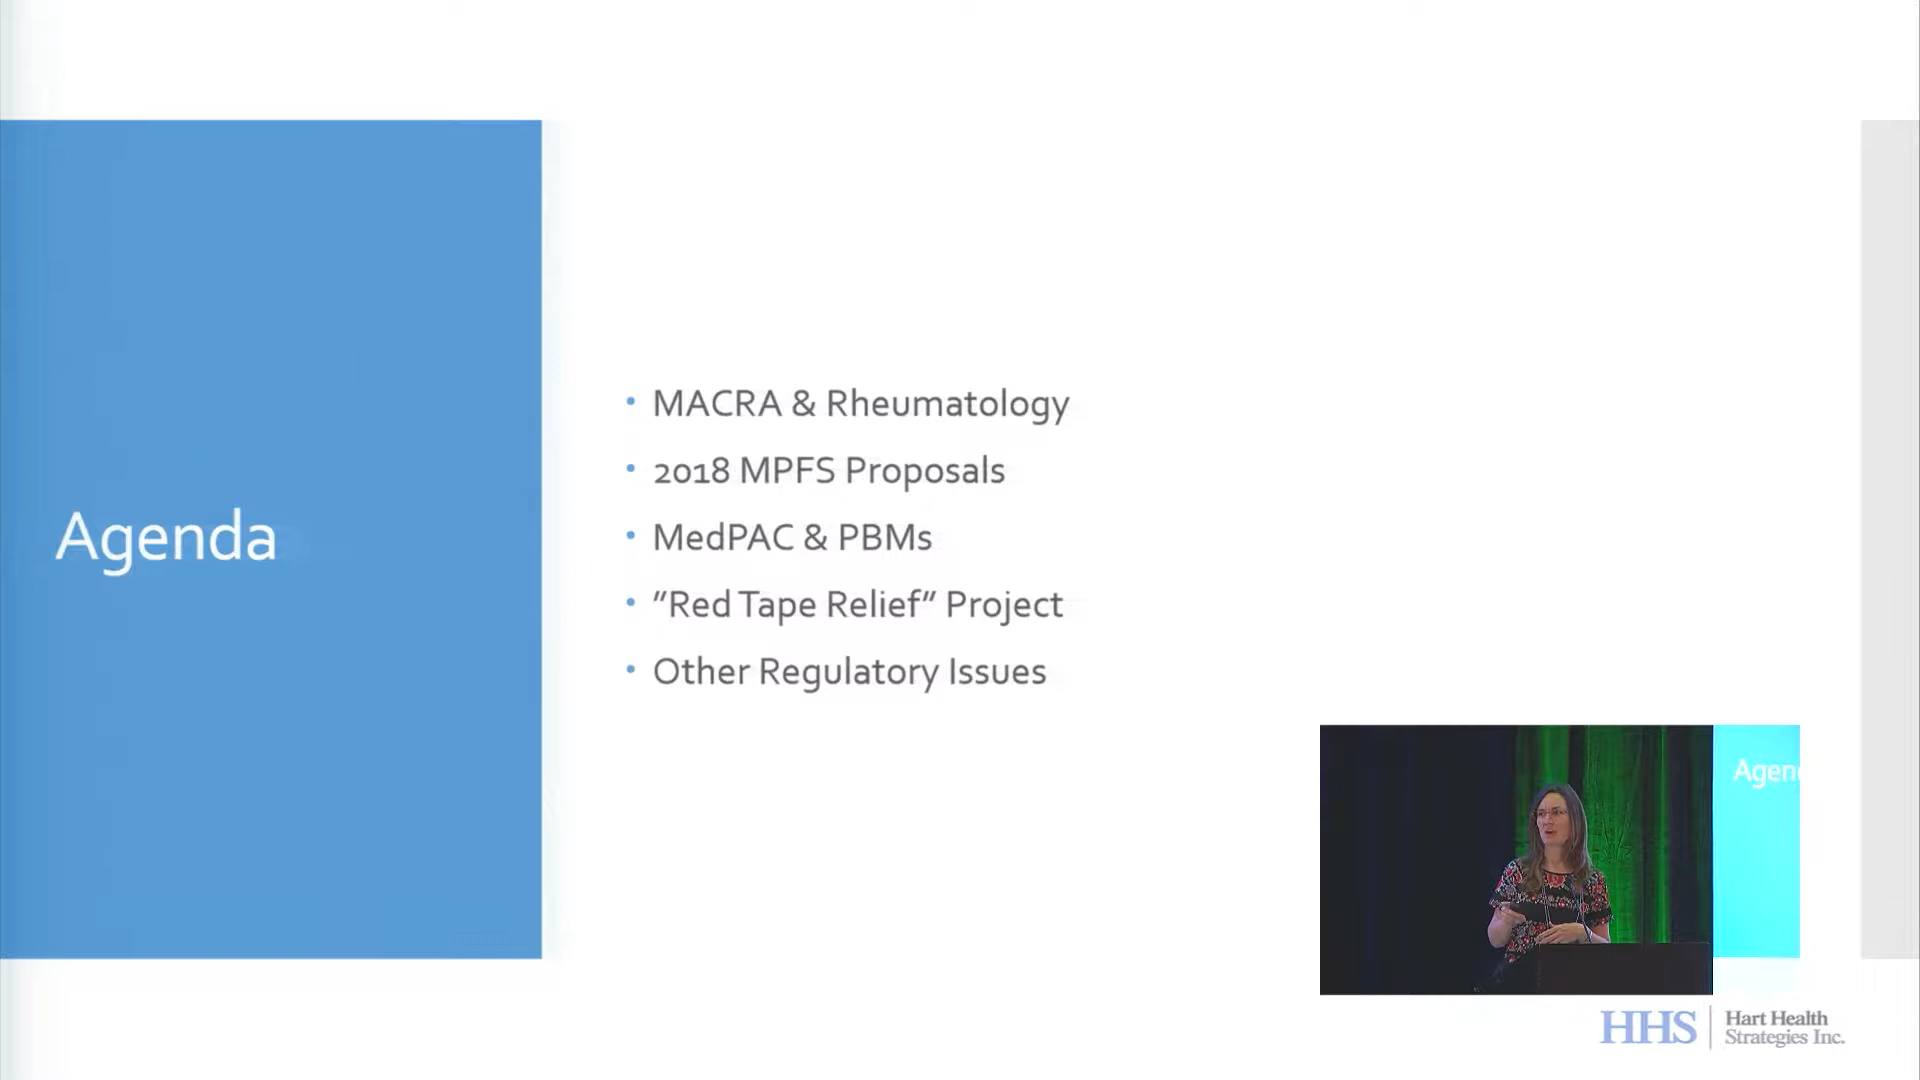 Agenda
• MACRA & Rheumatology
• 2018 MPFS Proposals
• MedPAC & PBMs
• ”Red Tape Relief” Project
• Other Regulatory Issues
Agen
HHS
Hart Health
Strategies Inc.